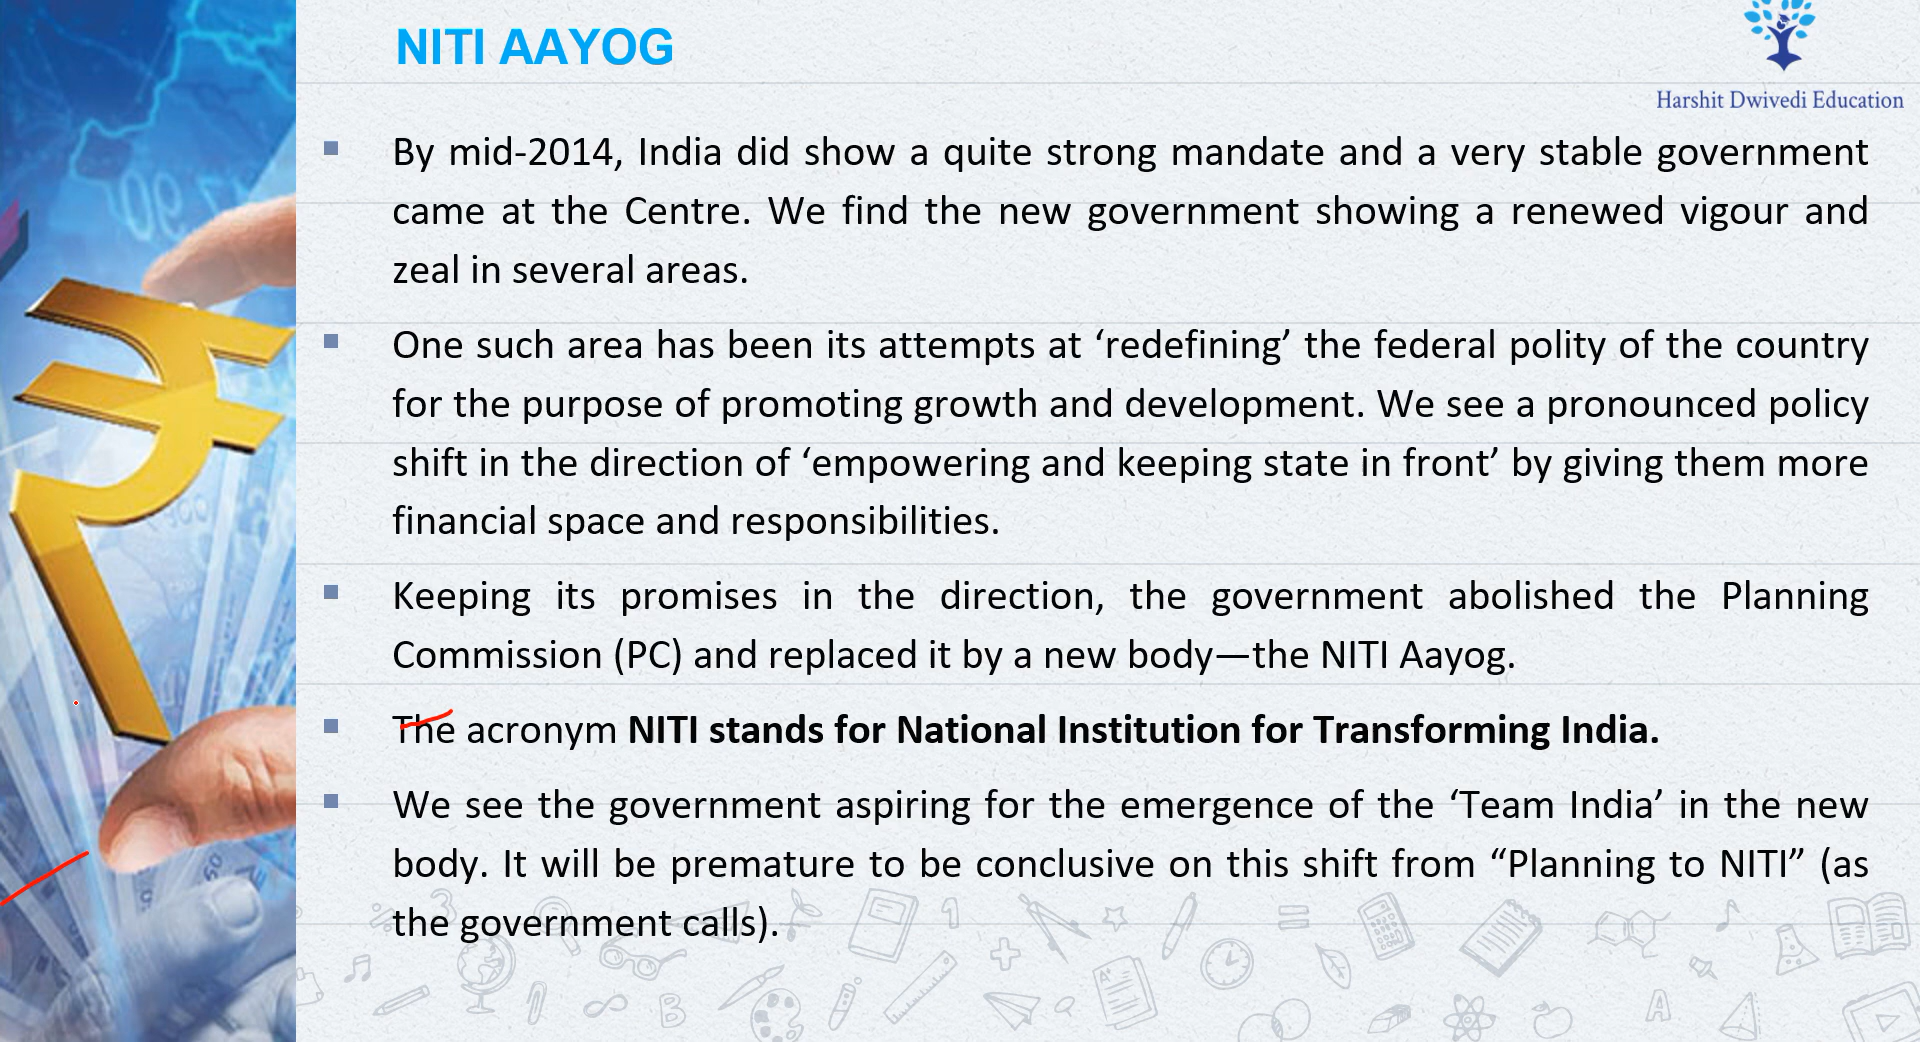 NITI AAYOG
Harshit Dwivedi Education
By mid-2014, India did show a quite strong mandate and a very stable government
came at the Centre. We find the new government showing a renewed vigour and
zeal in several areas.
One such area has been its attempts at ‘redefining’ the federal polity of the country
for the purpose of promoting growth and development. We see a pronounced policy
shift in the direction of ‘empowering and keeping state in front’ by giving them more
financial space and responsibilities.
Keeping its promises in the direction, the government abolished the Planning
Commission (PC) and replaced it by a new body—the NITI Aayog.
The acronym NITI stands for National Institution for Transforming India.
We see the government aspiring for the emergence of the ‘Team India’ in the new
body. It will be premature to be conclusive on this shift from “Planning to NITI” (as
the government calls).